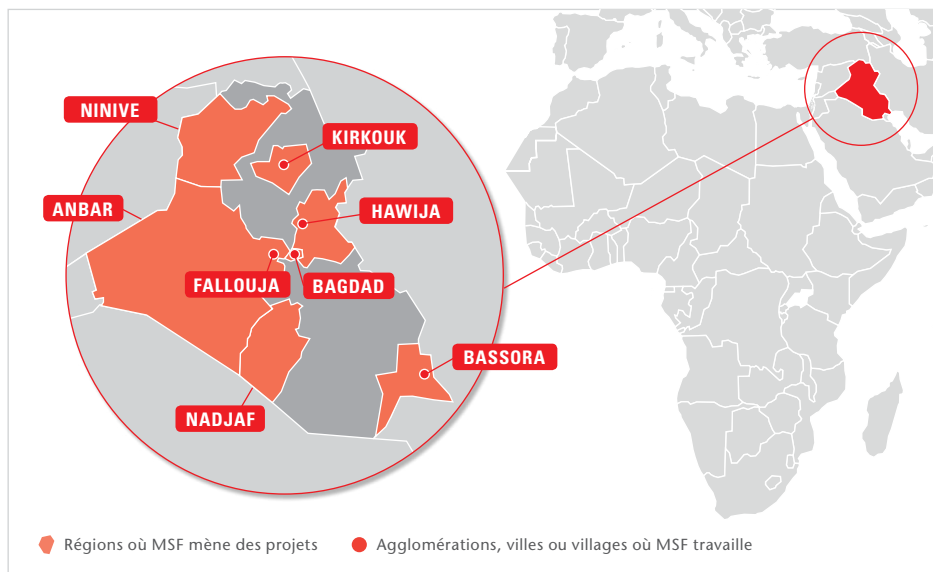 NINIVE
KIRKOUK
ANBAR
HAWIJA
FALLOUJA
BAGDAD
BASSORA
NADJAF
Régions où MSF mène des projets
Agglomérations, villes ou villages où MSF travaille